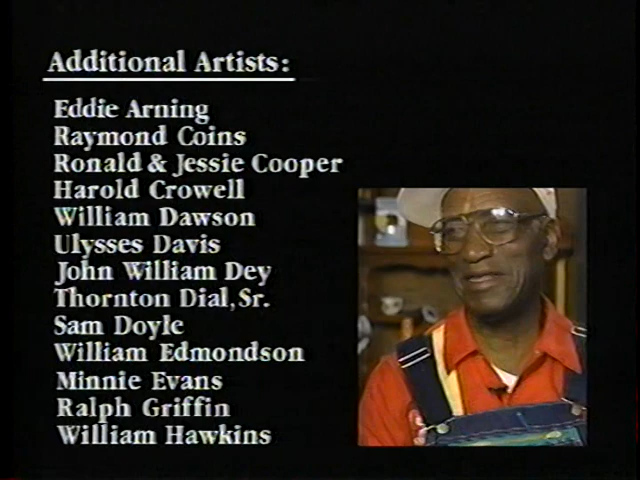 Additional Artists:
Eddie Arning
Raymond Coins
Ronald & Jessie Cooper
Harold Crowell
William Dawson
Ulysses Davis
John William Dey
Thornton Dial, Sr.
Sam Doyle
William Edmondson
Minnie Evans
Ralph Griffin
William Hawkins